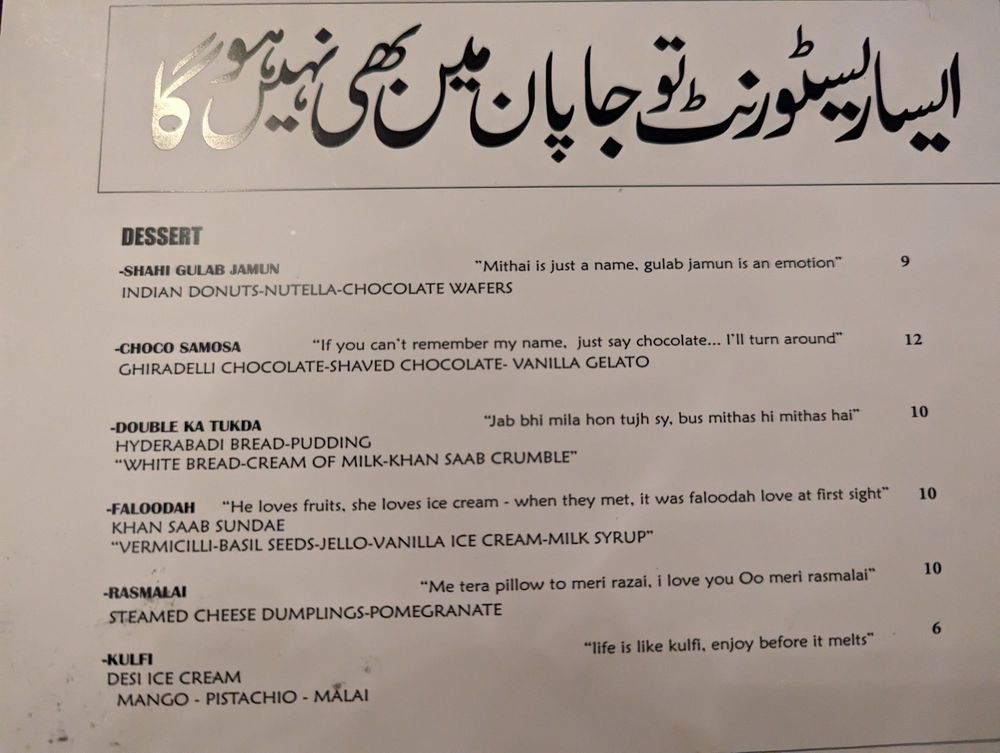 ایسا ریسٹورنٹ تو جاپان میں بھی نہیں ہو گا
DESSERT
-SHAHI GULAB JAMUN "Mithai is just a name, gulab jamun is an emotion" 9
INDIAN DONUTS-NUTELLA-CHOCOLATE WAFERS
-CHOCO SAMOSA "If you can't remember my name, just say chocolate... I'll turn around" 12
GHIRADELLI CHOCOLATE-SHAVED CHOCOLATE- VANILLA GELATO
-DOUBLE KA TUKDA "Jab bhi mila hon tujh sy, bus mithas hi mithas hai" 10
HYDERABADI BREAD-PUDDING
"WHITE BREAD-CREAM OF MILK-KHAN SAAB CRUMBLE"
-FALOODAH "He loves fruits, she loves ice cream - when they met, it was faloodah love at first sight" 10
KHAN SAAB SUNDAE
"VERMICILLI-BASIL SEEDS-JELLO-VANILLA ICE CREAM-MILK SYRUP"
-RASMALAI "Me tera pillow to meri razai, i love you Oo meri rasmalai" 10
STEAMED CHEESE DUMPLINGS-POMEGRANATE
-KULFI "life is like kulfi, enjoy before it melts" 6
DESI ICE CREAM
MANGO - PISTACHIO - MALAI